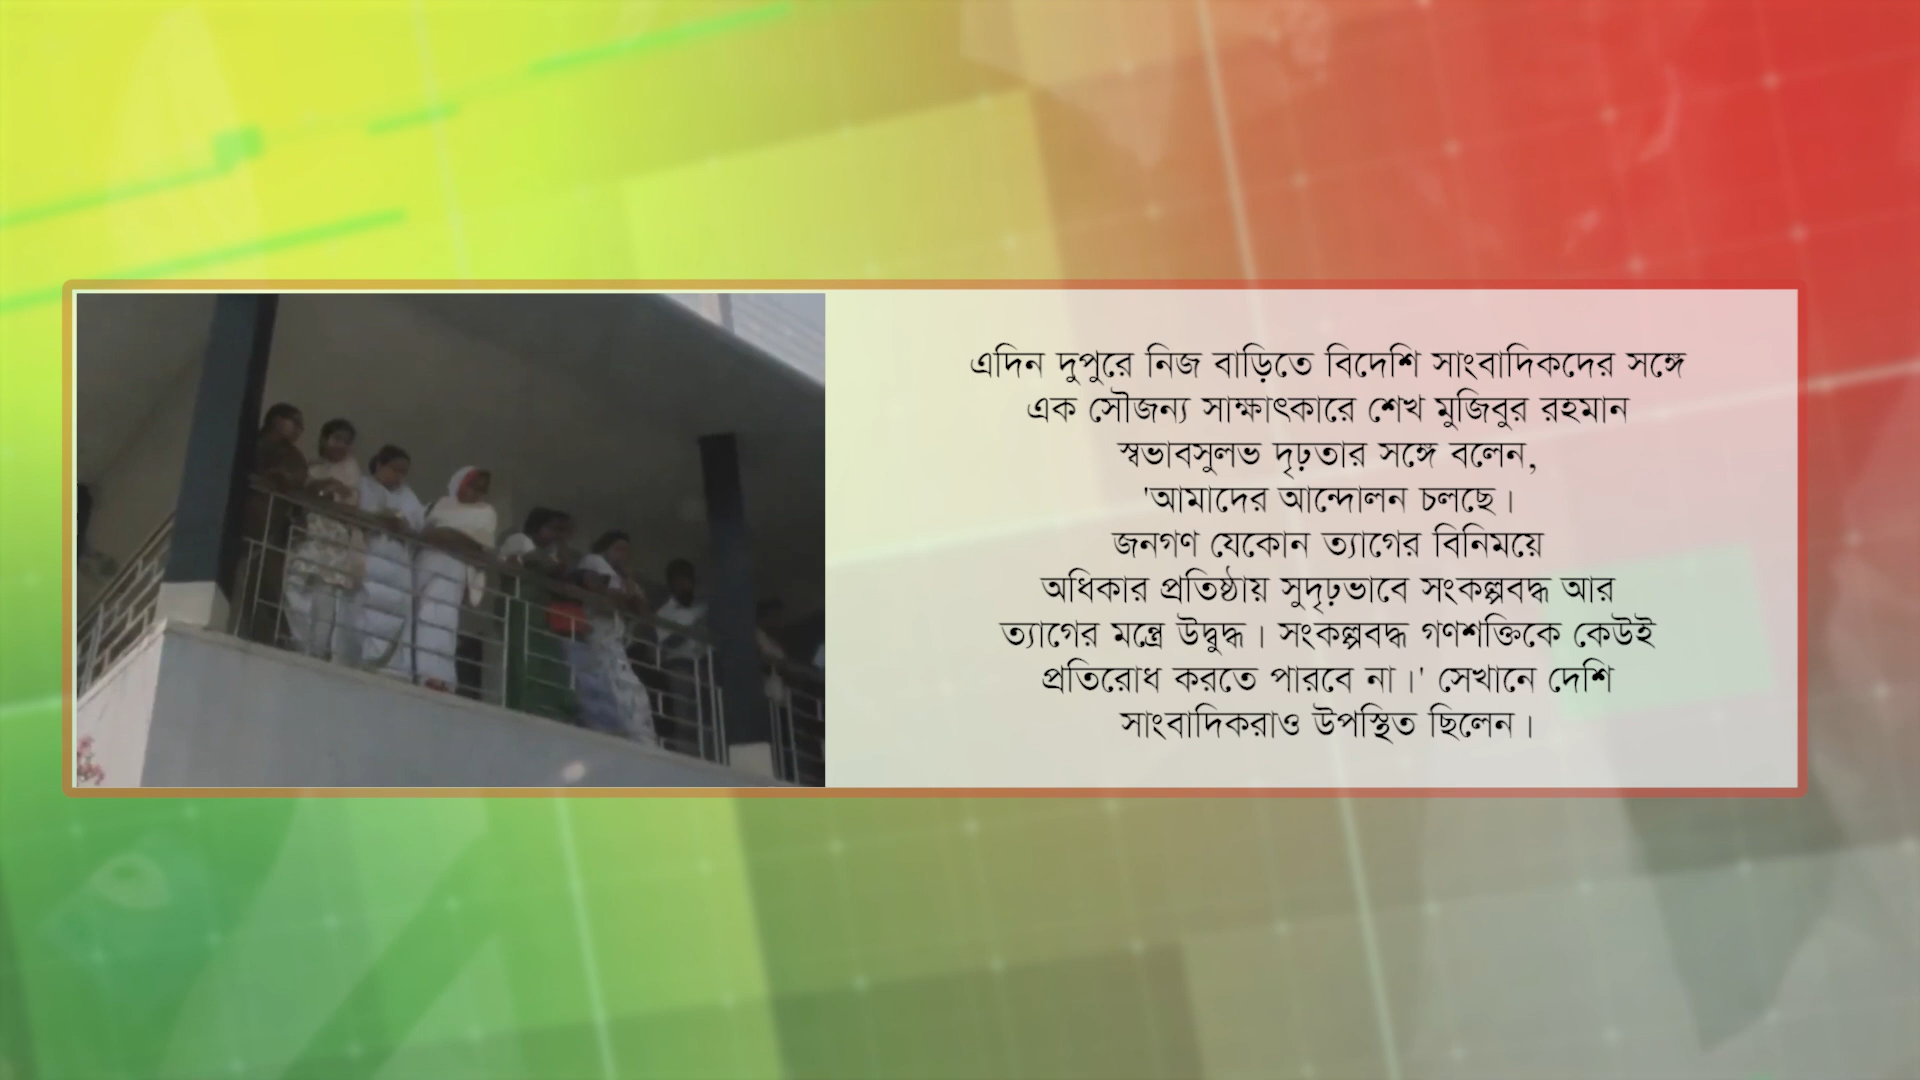 এদিন দুপুরে নিজ বাড়িতে বিদেশি সাংবাদিকদের সঙ্গে
এক সৌজন্য সাক্ষাৎকারে শেখ মুজিবুর রহমান
স্বভাবসুলভ দৃঢ়তার সঙ্গে বলেন,
'আমাদের আন্দোলন চলছে।
জনগণ যেকোন ত্যাগের বিনিময়ে
অধিকার প্রতিষ্ঠায় সুদৃঢ়ভাবে সংকল্পবদ্ধ আর
ত্যাগের মন্ত্রে উদ্বুদ্ধ। সংকল্পবদ্ধ গণশক্তিকে কেউই
প্রতিরোধ করতে পারবে না।' সেখানে দেশি
সাংবাদিকরাও উপস্থিত ছিলেন।